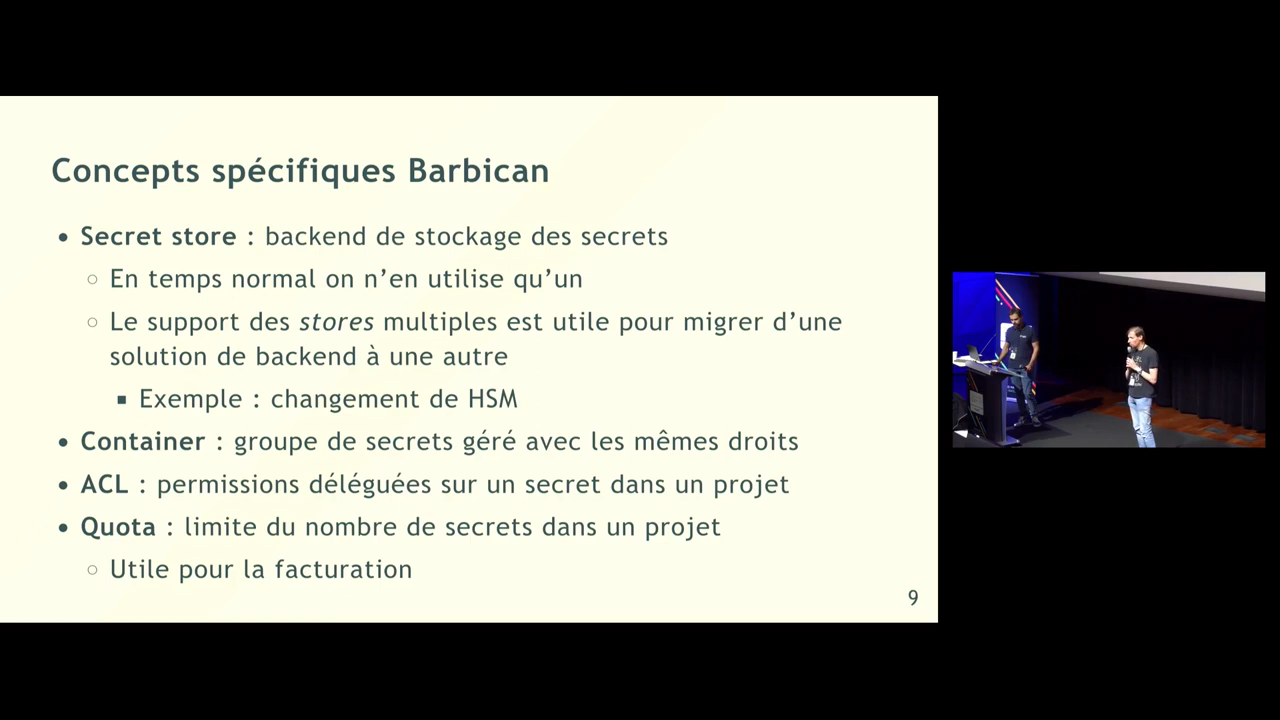 Concepts spécifiques Barbican
• Secret store : backend de stockage des secrets
○ En temps normal on n’en utilise qu’un
○ Le support des stores multiples est utile pour migrer d’une
solution de backend à une autre
▪ Exemple : changement de HSM
• Container : groupe de secrets géré avec les mêmes droits
• ACL : permissions déléguées sur un secret dans un projet
• Quota : limite du nombre de secrets dans un projet
○ Utile pour la facturation
9